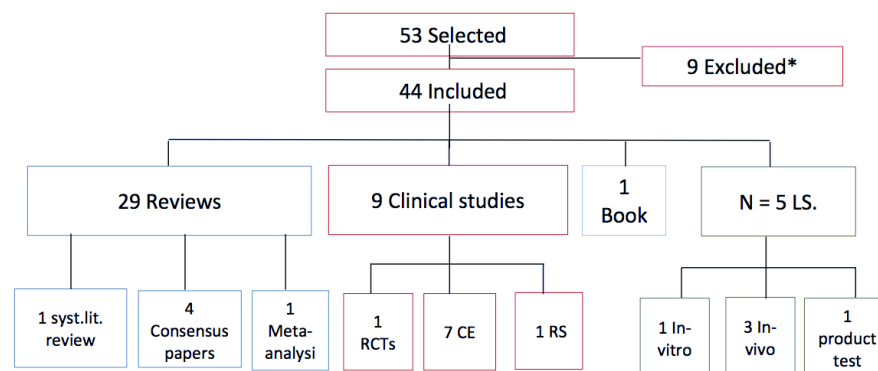 53 Selected
9 Excluded*
44 Included
29 Reviews
9 Clinical studies
1
Book
N = 5 LS.
1 syst.lit.
review
4
Consensus
papers
1
Meta-
analysi
1
RCTs
7 CE
1 RS
1 In-
vitro
3 In-
vivo
1
product
test